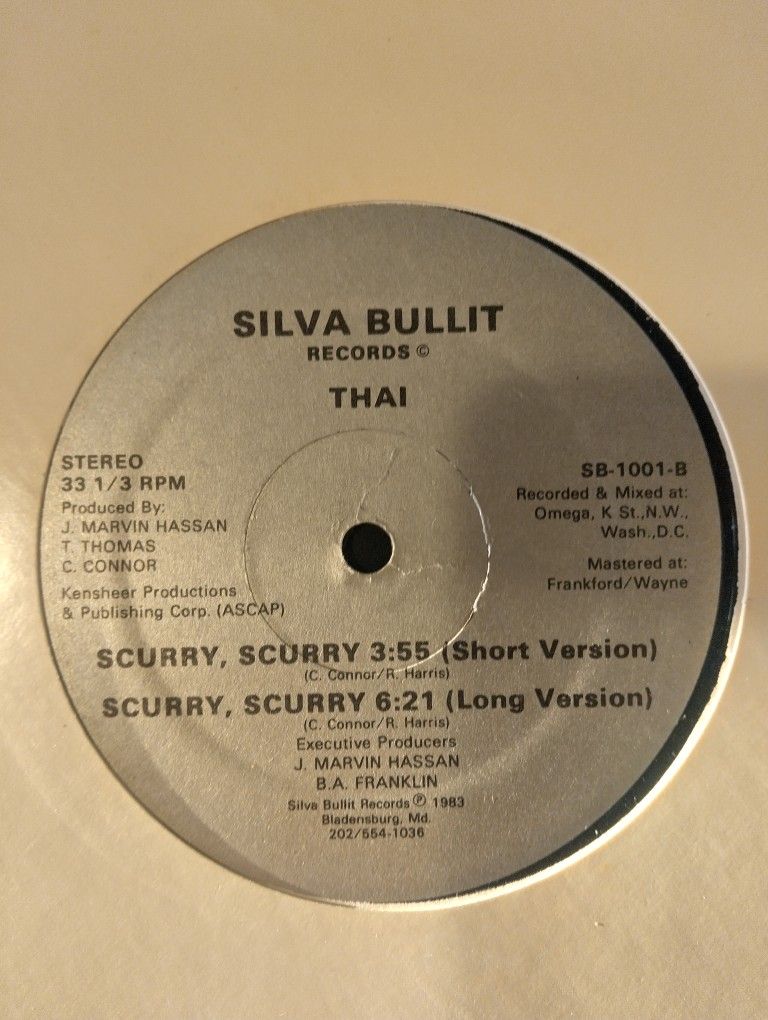 SILVA BULLIT
RECORDS ©
THAI
STEREO
33 1/3 RPM
Produced By:
J. MARVIN HASSAN
T. THOMAS
C. CONNOR
Kensheer Productions
& Publishing Corp. (ASCAP)
SB-1001-B
Recorded & Mixed at:
Omega, K St.,N.W.,
Wash.,D.C.
Mastered at:
Frankford/Wayne
SCURRY, SCURRY 3:55 (Short Version)
(C. Connor/R. Harris)
SCURRY, SCURRY 6:21 (Long Version)
(C. Connor/R. Harris)
Executive Producers
J. MARVIN HASSAN
B.A. FRANKLIN
Silva Bullit Records ℗ 1983
Bladensburg, Md.
202/554-1036